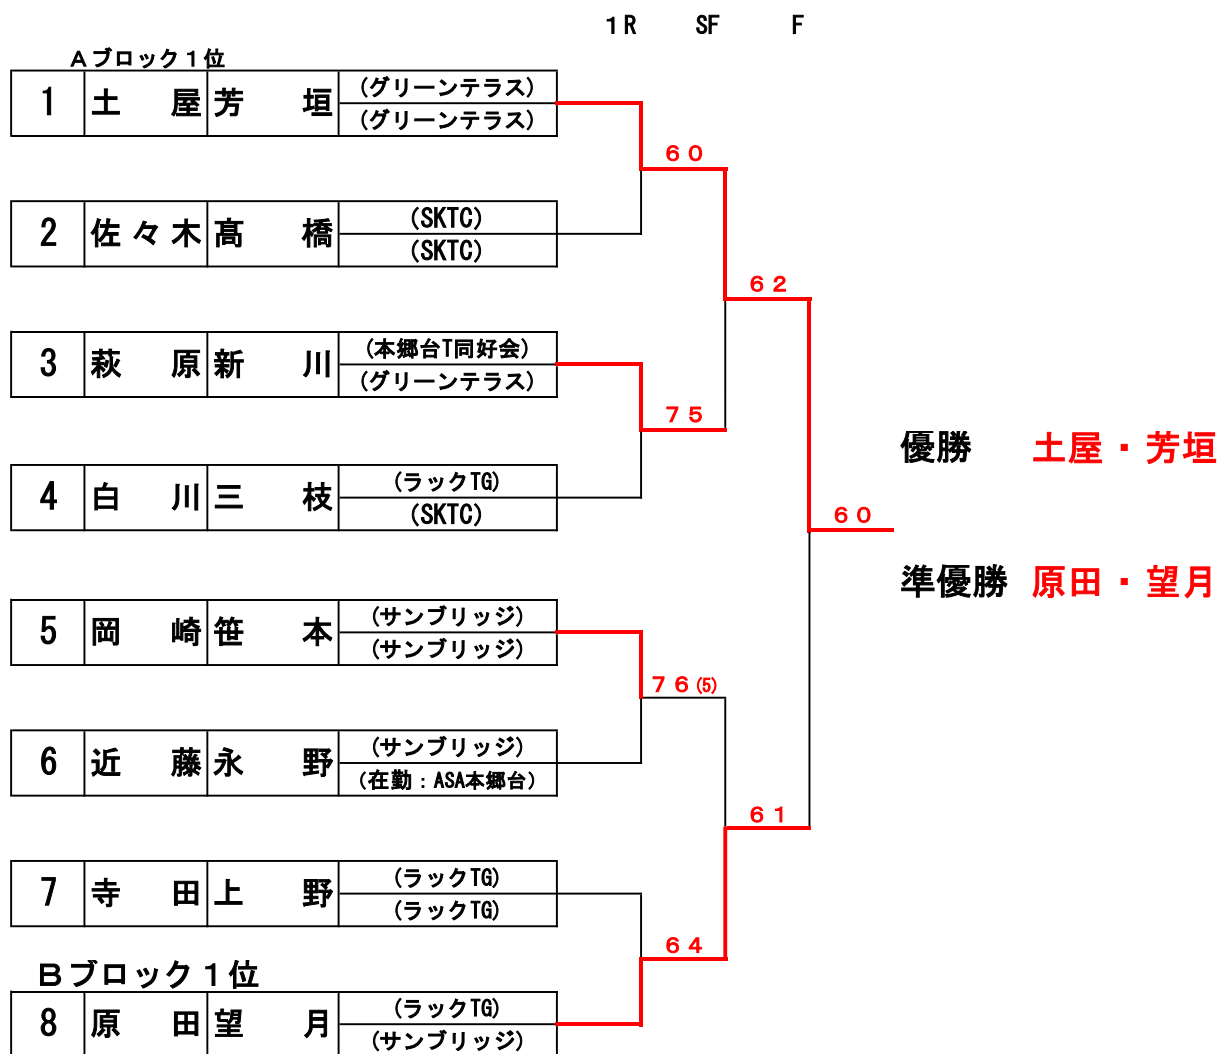 １R SF F
Aブロック１位
1 土屋 芳垣 (グリーンテラス)
(グリーンテラス)
６０
2 佐々木 髙橋 (SKTC)
(SKTC)
６２
3 萩原 新川 (本郷台T同好会)
(グリーンテラス)
７５
優勝 土屋・芳垣
4 白川 三枝 (ラックTG)
(SKTC)
６０
準優勝 原田・望月
5 岡崎 笹本 (サンブリッジ)
(サンブリッジ)
７６(5)
6 近藤 永野 (サンブリッジ)
(在勤：ASA本郷台)
６１
7 寺田 上野 (ラックTG)
(ラックTG)
６４
Bブロック１位
8 原田 望月 (ラックTG)
(サンブリッジ)